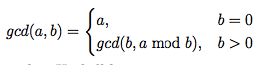 gcd(a, b) = { a, b = 0
gcd(b, a mod b), b > 0